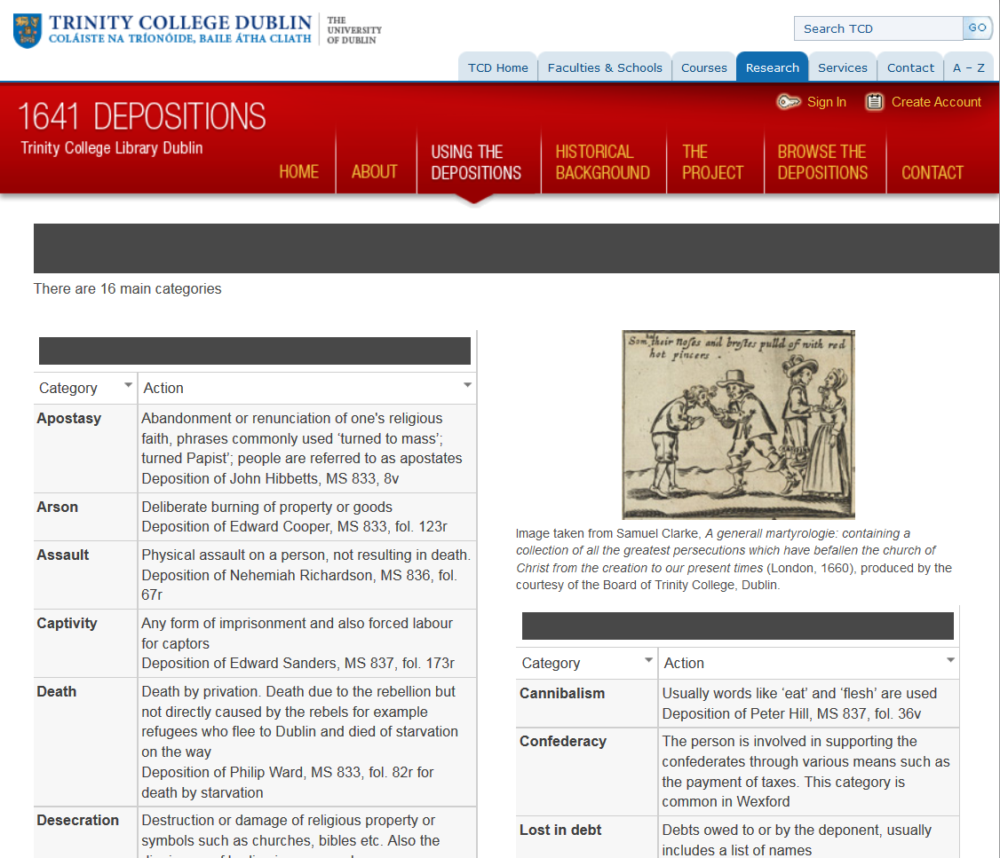 TRINITY COLLEGE DUBLIN
COLÁISTE NA TRÍONÓIDE, BAILE ÁTHA CLIATH
THE
UNIVERSITY
OF DUBLIN
Search TCD
GO
TCD Home
Faculties & Schools
Courses
Research
Services
Contact
A – Z
Sign In
Create Account
1641 DEPOSITIONS
Trinity College Library Dublin
HOME
ABOUT
USING THE
DEPOSITIONS
HISTORICAL
BACKGROUND
THE
PROJECT
BROWSE THE
DEPOSITIONS
CONTACT
There are 16 main categories
Category
Action
Apostasy
Abandonment or renunciation of one's religious
faith, phrases commonly used ‘turned to mass’;
turned Papist’; people are referred to as apostates
Deposition of John Hibbetts, MS 833, 8v
Arson
Deliberate burning of property or goods
Deposition of Edward Cooper, MS 833, fol. 123r
Assault
Physical assault on a person, not resulting in death.
Deposition of Nehemiah Richardson, MS 836, fol.
67r
Captivity
Any form of imprisonment and also forced labour
for captors
Deposition of Edward Sanders, MS 837, fol. 173r
Death
Death by privation. Death due to the rebellion but
not directly caused by the rebels for example
refugees who flee to Dublin and died of starvation
on the way
Deposition of Philip Ward, MS 833, fol. 82r for
death by starvation
Desecration
Destruction or damage of religious property or
symbols such as churches, bibles etc. Also the
their noses and brestes pulld of with red
hot pincers .
Image taken from Samuel Clarke, A generall martyrologie: containing a
collection of all the greatest persecutions which have befallen the church of
Christ from the creation to our present times (London, 1660), produced by the
courtesy of the Board of Trinity College, Dublin.
Category
Action
Cannibalism
Usually words like ‘eat’ and ‘flesh’ are used
Deposition of Peter Hill, MS 837, fol. 36v
Confederacy
The person is involved in supporting the
confederates through various means such as
the payment of taxes. This category is
common in Wexford
Lost in debt
Debts owed to or by the deponent, usually
includes a list of names